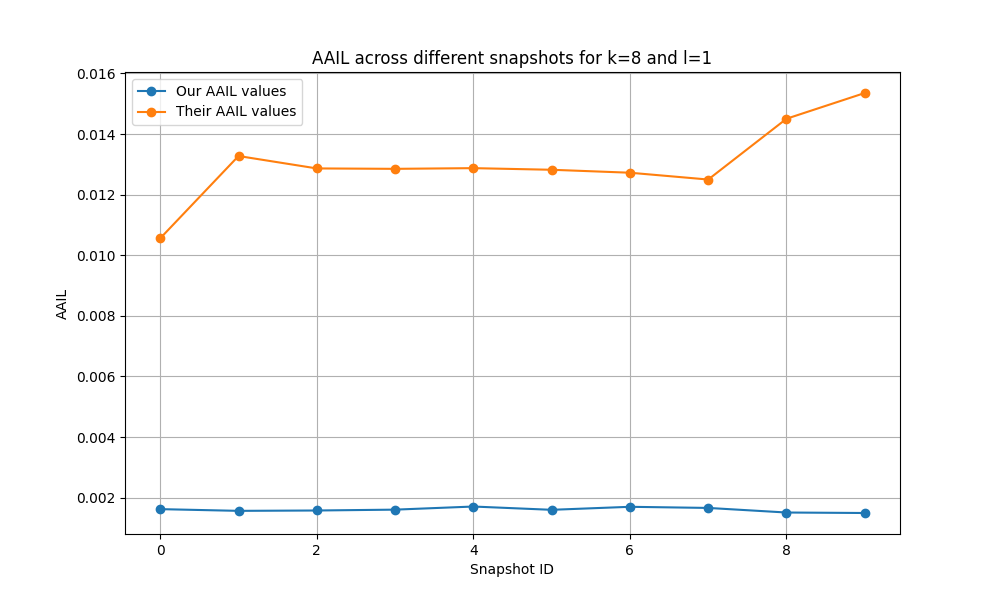 AAIL across different snapshots for k=8 and l=1
Our AAIL values
Their AAIL values
0.016
0.014
0.012
0.010
0.008
0.006
0.004
0.002
AAIL
0 2 4 6 8
Snapshot ID